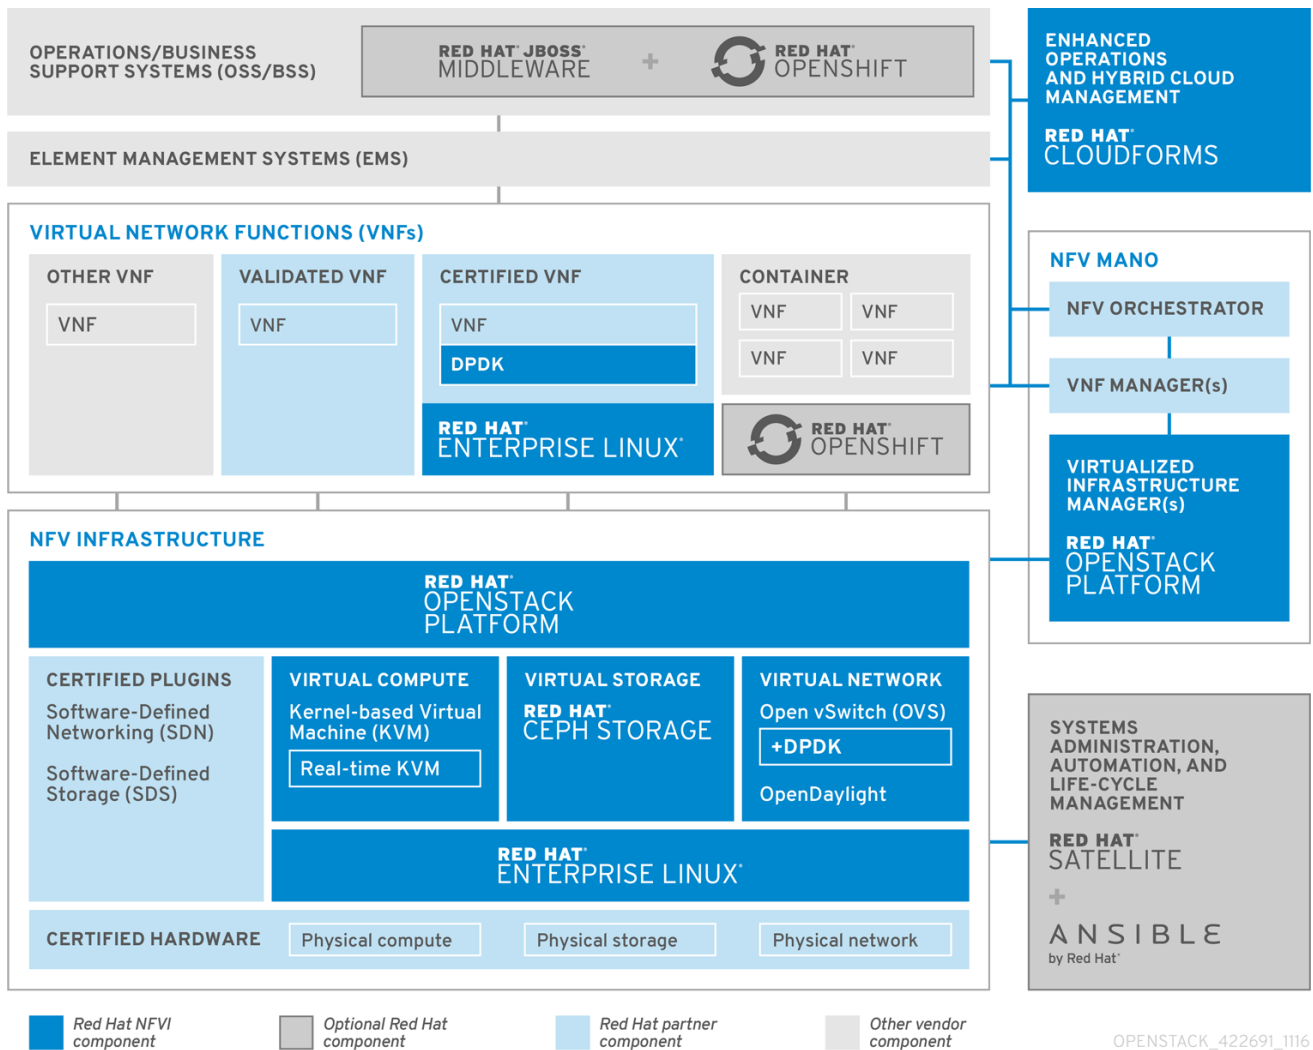 OPERATIONS/BUSINESS
SUPPORT SYSTEMS (OSS/BSS)
RED HAT® JBOSS®
MIDDLEWARE
+
RED HAT®
OPENSHIFT
ENHANCED
OPERATIONS
AND HYBRID CLOUD
MANAGEMENT
RED HAT®
CLOUDFORMS
ELEMENT MANAGEMENT SYSTEMS (EMS)
VIRTUAL NETWORK FUNCTIONS (VNFs)
OTHER VNF
VNF
VALIDATED VNF
VNF
CERTIFIED VNF
VNF
DPDK
RED HAT®
ENTERPRISE LINUX®
CONTAINER
VNF
VNF
VNF
VNF
RED HAT®
OPENSHIFT
NFV MANO
NFV ORCHESTRATOR
VNF MANAGER(s)
VIRTUALIZED
INFRASTRUCTURE
MANAGER(s)
RED HAT®
OPENSTACK
PLATFORM
NFV INFRASTRUCTURE
RED HAT®
OPENSTACK
PLATFORM
CERTIFIED PLUGINS
Software-Defined
Networking (SDN)
Software-Defined
Storage (SDS)
VIRTUAL COMPUTE
Kernel-based Virtual
Machine (KVM)
Real-time KVM
VIRTUAL STORAGE
RED HAT®
CEPH STORAGE
VIRTUAL NETWORK
Open vSwitch (OVS)
+DPDK
OpenDaylight
RED HAT®
ENTERPRISE LINUX®
CERTIFIED HARDWARE
Physical compute
Physical storage
Physical network
SYSTEMS
ADMINISTRATION,
AUTOMATION, AND
LIFE-CYCLE
MANAGEMENT
RED HAT®
SATELLITE
+
ANSIBLE
by Red Hat®
Red Hat NFVI
component
Optional Red Hat
component
Red Hat partner
component
Other vendor
component
OPENSTACK_422691_1116